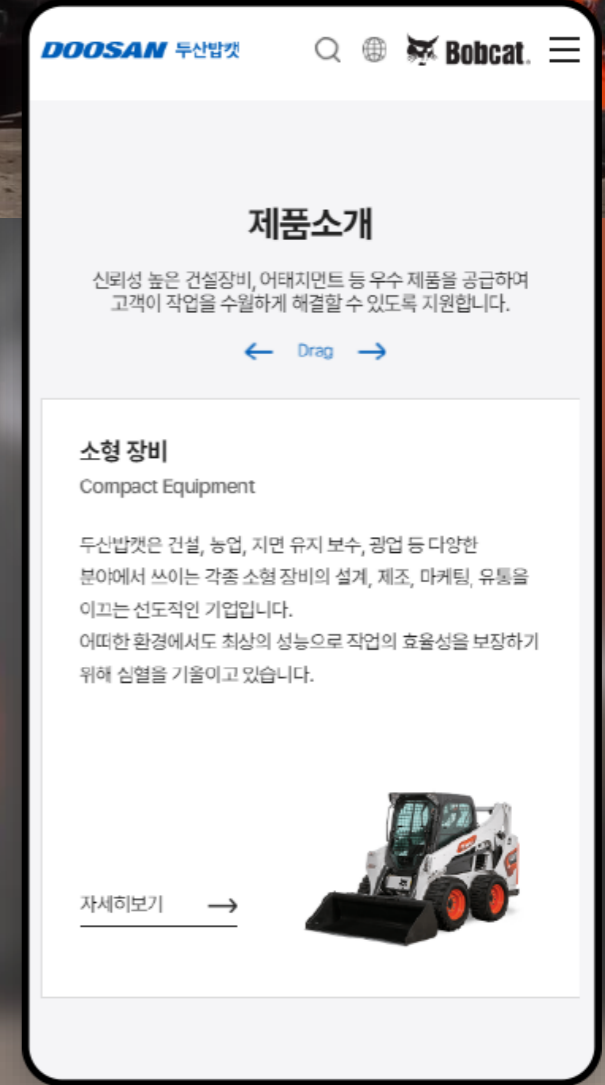 DOOSAN 두산밥캣 Bobcat.
제품소개
신뢰성 높은 건설장비, 어태치먼트 등 우수 제품을 공급하여
고객이 작업을 수월하게 해결할 수 있도록 지원합니다.
← Drag →
소형 장비
Compact Equipment
두산밥캣은 건설, 농업, 지면 유지 보수, 광업 등 다양한
분야에서 쓰이는 각종 소형 장비의 설계, 제조, 마케팅, 유통을
이끄는 선도적인 기업입니다.
어떠한 환경에서도 최상의 성능으로 작업의 효율성을 보장하기
위해 심혈을 기울이고 있습니다.
자세히보기 →